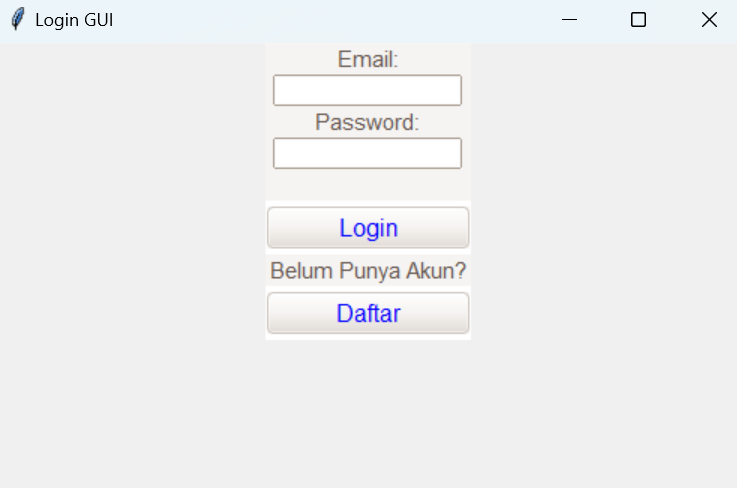 Login GUI
Email:
Password:
Login
Belum Punya Akun?
Daftar